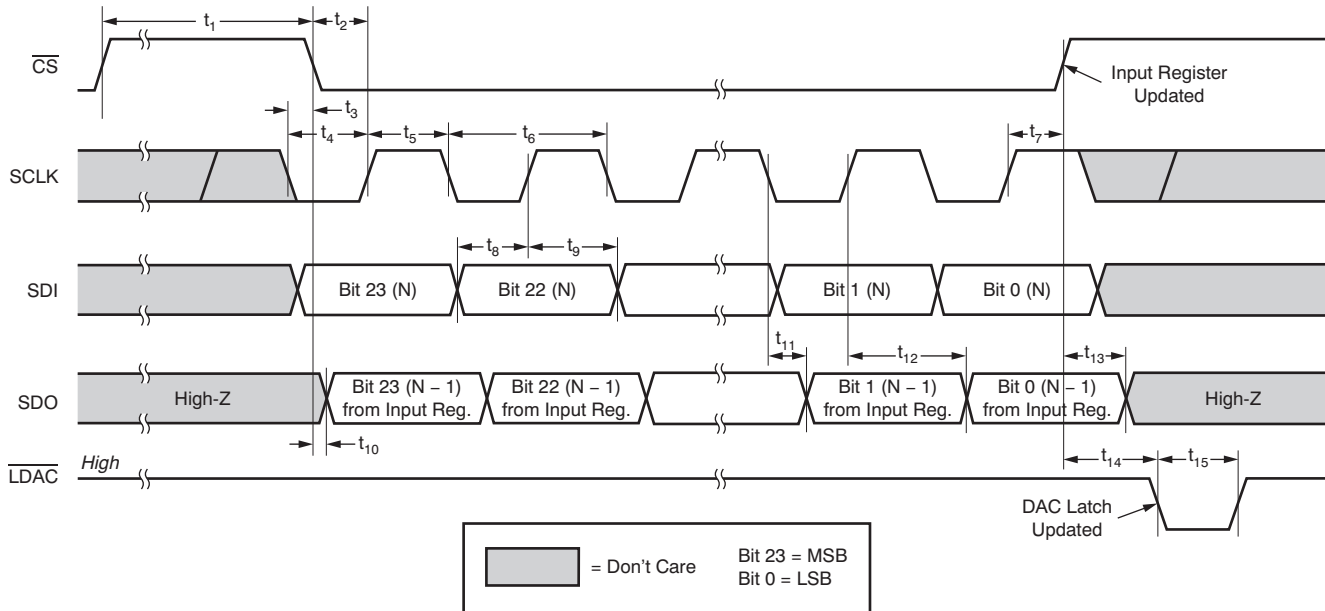 t1
t2
CS
Input Register
Updated
t3
t4
t5
t6
t7
SCLK
t8
t9
SDI
Bit 23 (N)
Bit 22 (N)
Bit 1 (N)
Bit 0 (N)
t11
t12
t13
SDO
High-Z
Bit 23 (N − 1)
from Input Reg.
Bit 22 (N − 1)
from Input Reg.
Bit 1 (N − 1)
from Input Reg.
Bit 0 (N − 1)
from Input Reg.
High-Z
t10
High
LDAC
t14
t15
DAC Latch
Updated
= Don't Care
Bit 23 = MSB
Bit 0 = LSB